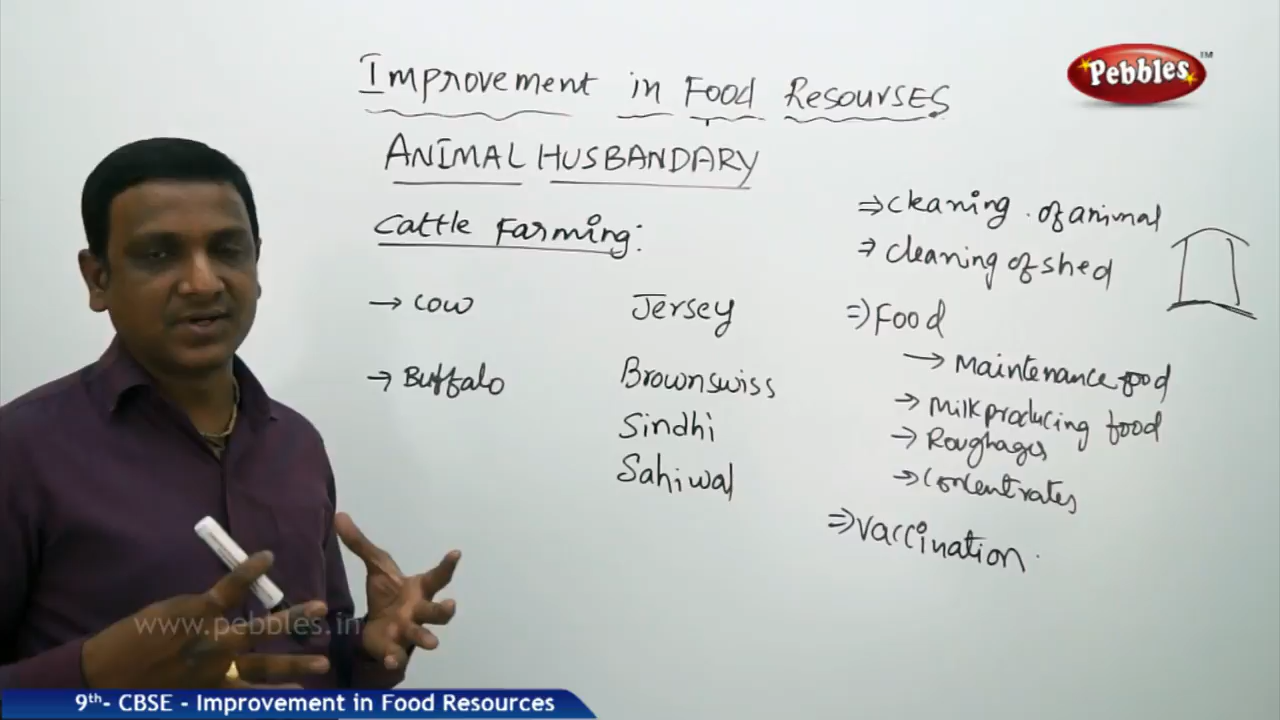 Pebbles™
Improvement in Food Resourses
ANIMAL HUSBANDARY
Cattle Farming:
→ Cow
→ Buffalo
Jersey
Brownswiss
Sindhi
Sahiwal
⇒ cleaning of animal
⇒ cleaning of shed
⇒ Food
→ Maintenance food
→ Milk producing food
→ Roughages
→ Concentrates
⇒ Vaccination.
www.pebbles.in
9th- CBSE - Improvement in Food Resources